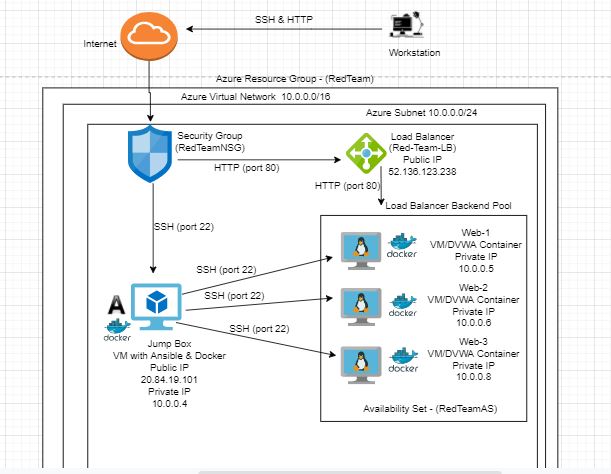 SSH & HTTP
Internet
Workstation
Azure Resource Group - (RedTeam)
Azure Virtual Network 10.0.0.0/16
Azure Subnet 10.0.0.0/24
Security Group
(RedTeamNSG)
Load Balancer
(Red-Team-LB)
Public IP
52.136.123.238
HTTP (port 80)
HTTP (port 80)
Load Balancer Backend Pool
SSH (port 22)
Web-1
VM/DVWA Container
Private IP
10.0.0.5
docker
SSH (port 22)
Web-2
VM/DVWA Container
Private IP
10.0.0.6
docker
SSH (port 22)
Web-3
VM/DVWA Container
Private IP
10.0.0.8
docker
SSH (port 22)
A
docker
Jump Box
VM with Ansible & Docker
Public IP
20.84.19.101
Private IP
10.0.0.4
Availability Set - (RedTeamAS)